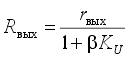 R_вых = r_вых / (1 + βK_U)